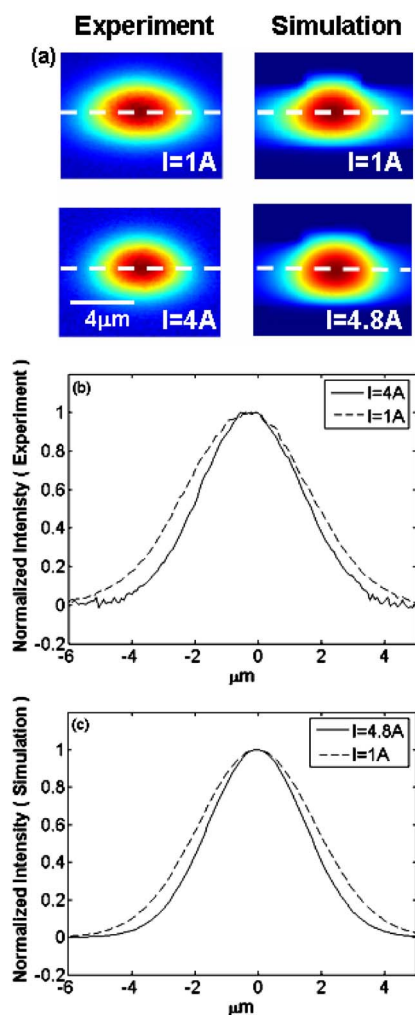 Experiment Simulation
(a)
I=1A I=1A
4μm
I=4A I=4.8A
(b)
I=4A
I=1A
Normalized Intenisty ( Experiment )
1
0.8
0.6
0.4
0.2
0
-0.2
-6 -4 -2 0 2 4
μm
(c)
I=4.8A
I=1A
Normalized Intensity ( Simulation )
1
0.8
0.6
0.4
0.2
0
-0.2
-6 -4 -2 0 2 4
μm